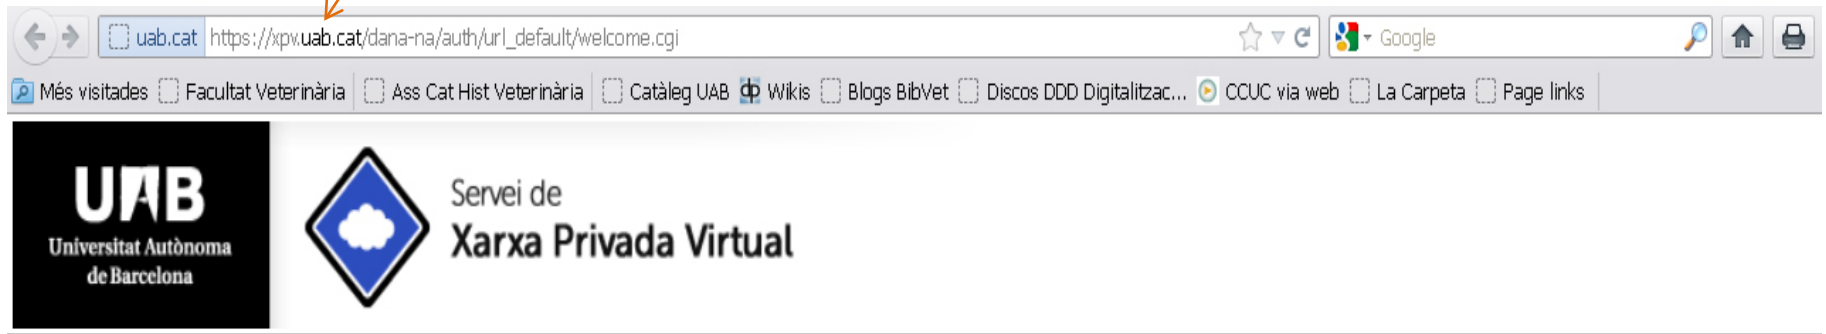 uab.cat https://xpv.uab.cat/dana-na/auth/url_default/welcome.cgi Google
Més visitades Facultat Veterinària Ass Cat Hist Veterinària Catàleg UAB Wikis Blogs BibVet Discos DDD Digitalitzac... CCUC via web La Carpeta Page links
UAB
Universitat Autònoma
de Barcelona
Servei de
Xarxa Privada Virtual